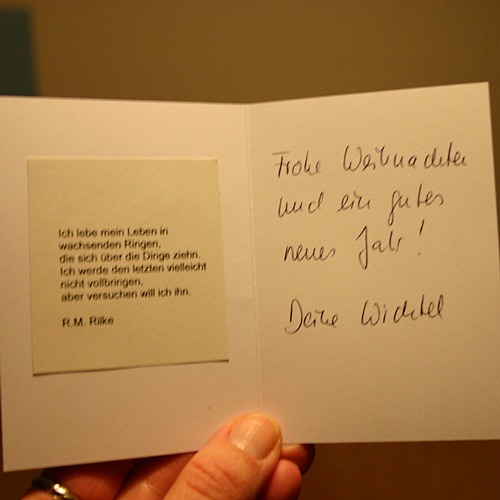 Ich lebe mein Leben in
wachsenden Ringen,
die sich über die Dinge ziehn.
Ich werde den letzten vielleicht
nicht vollbringen,
aber versuchen will ich ihn.
R.M. Rilke
Frohe Weihnachten
und ein gutes
neues Jahr!
Deine Wichtel